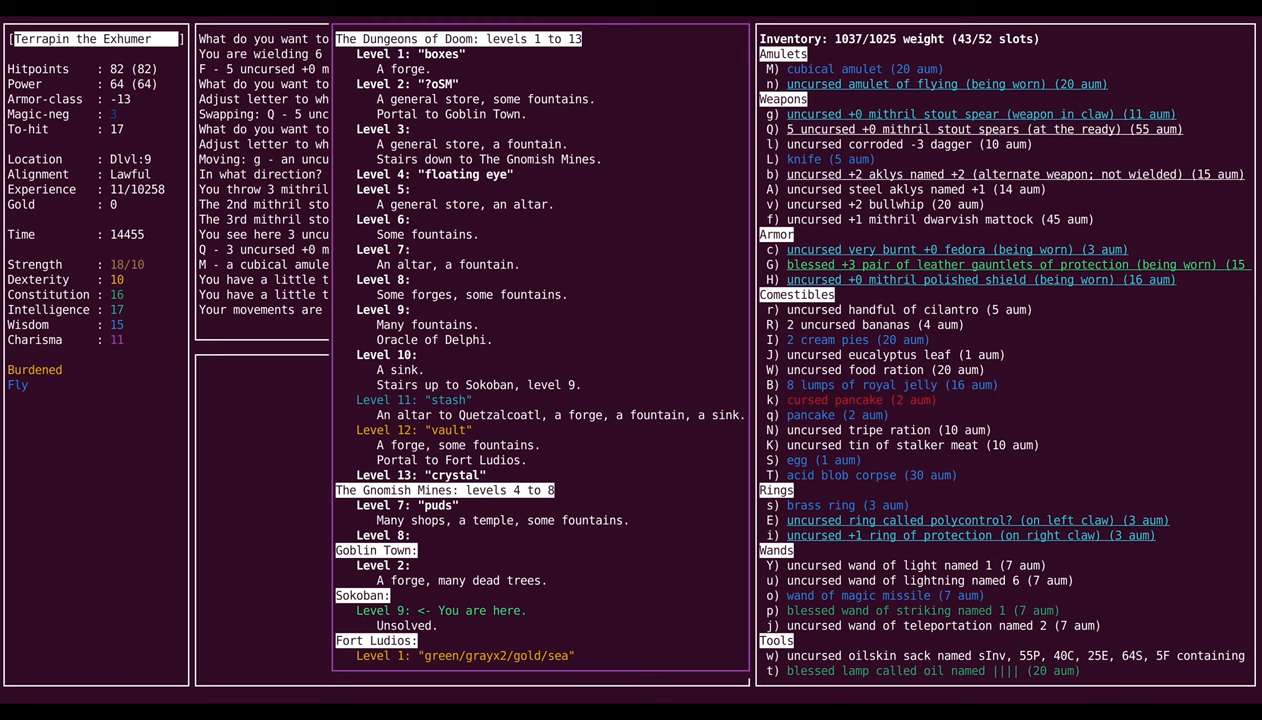 [Terrapin the Exhumer ]
Hitpoints : 82 (82)
Power : 64 (64)
Armor-class : -13
Magic-neg : 3
To-hit : 17
Location : Dlvl:9
Alignment : Lawful
Experience : 11/10258
Gold : 0
Time : 14455
Strength : 18/10
Dexterity : 10
Constitution : 16
Intelligence : 17
Wisdom : 15
Charisma : 11
Burdened
Fly
What do you want to
You are wielding 6
F - 5 uncursed +0 m
What do you want to
Adjust letter to wh
Swapping: Q - 5 unc
What do you want to
Adjust letter to wh
Moving: g - an uncu
In what direction?
You throw 3 mithril
The 2nd mithril sto
The 3rd mithril sto
You see here 3 uncu
Q - 3 uncursed +0 m
M - a cubical amule
You have a little t
You have a little t
Your movements are
The Dungeons of Doom: levels 1 to 13
Level 1: "boxes"
A forge.
Level 2: "?oSM"
A general store, some fountains.
Portal to Goblin Town.
Level 3:
A general store, a fountain.
Stairs down to The Gnomish Mines.
Level 4: "floating eye"
Level 5:
A general store, an altar.
Level 6:
Some fountains.
Level 7:
An altar, a fountain.
Level 8:
Some forges, some fountains.
Level 9:
Many fountains.
Oracle of Delphi.
Level 10:
A sink.
Stairs up to Sokoban, level 9.
Level 11: "stash"
An altar to Quetzalcoatl, a forge, a fountain, a sink.
Level 12: "vault"
A forge, some fountains.
Portal to Fort Ludios.
Level 13: "crystal"
The Gnomish Mines: levels 4 to 8
Level 7: "puds"
Many shops, a temple, some fountains.
Level 8:
Goblin Town:
Level 2:
A forge, many dead trees.
Sokoban:
Level 9: <- You are here.
Unsolved.
Fort Ludios:
Level 1: "green/grayx2/gold/sea"
Inventory: 1037/1025 weight (43/52 slots)
Amulets
M) cubical amulet (20 aum)
n) uncursed amulet of flying (being worn) (20 aum)
Weapons
g) uncursed +0 mithril stout spear (weapon in claw) (11 aum)
Q) 5 uncursed +0 mithril stout spears (at the ready) (55 aum)
l) uncursed corroded -3 dagger (10 aum)
L) knife (5 aum)
b) uncursed +2 aklys named +2 (alternate weapon; not wielded) (15 aum)
A) uncursed steel aklys named +1 (14 aum)
v) uncursed +2 bullwhip (20 aum)
f) uncursed +1 mithril dwarvish mattock (45 aum)
Armor
c) uncursed very burnt +0 fedora (being worn) (3 aum)
G) blessed +3 pair of leather gauntlets of protection (being worn) (15
H) uncursed +0 mithril polished shield (being worn) (16 aum)
Comestibles
r) uncursed handful of cilantro (5 aum)
R) 2 uncursed bananas (4 aum)
I) 2 cream pies (20 aum)
J) uncursed eucalyptus leaf (1 aum)
W) uncursed food ration (20 aum)
B) 8 lumps of royal jelly (16 aum)
k) cursed pancake (2 aum)
q) pancake (2 aum)
N) uncursed tripe ration (10 aum)
K) uncursed tin of stalker meat (10 aum)
S) egg (1 aum)
T) acid blob corpse (30 aum)
Rings
s) brass ring (3 aum)
E) uncursed ring called polycontrol? (on left claw) (3 aum)
i) uncursed +1 ring of protection (on right claw) (3 aum)
Wands
Y) uncursed wand of light named 1 (7 aum)
u) uncursed wand of lightning named 6 (7 aum)
o) wand of magic missile (7 aum)
p) blessed wand of striking named 1 (7 aum)
j) uncursed wand of teleportation named 2 (7 aum)
Tools
w) uncursed oilskin sack named sInv, 55P, 40C, 25E, 64S, 5F containing
t) blessed lamp called oil named |||| (20 aum)